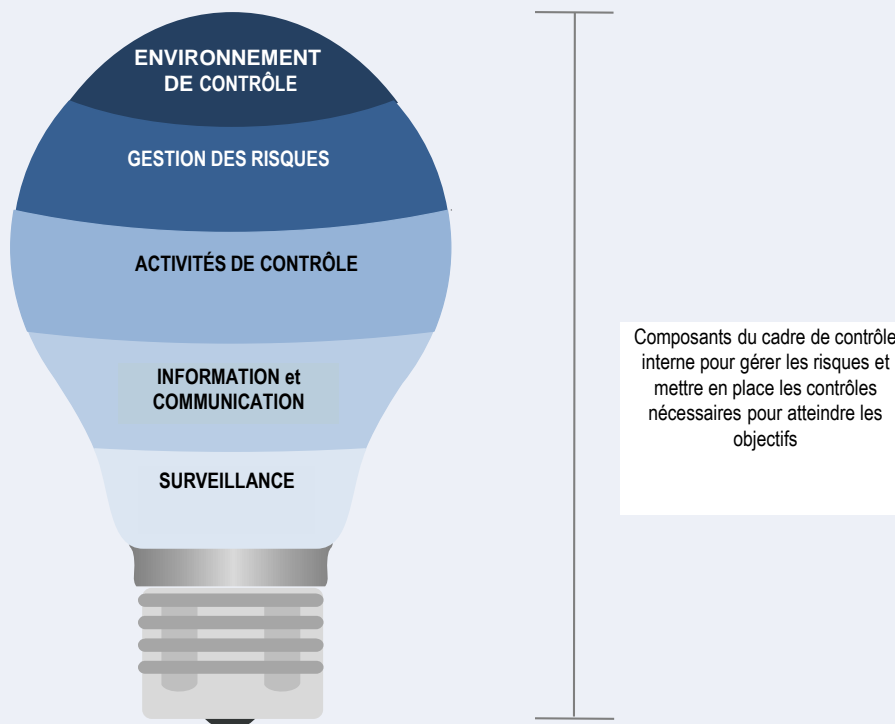 ENVIRONNEMENT
DE CONTRÔLE
GESTION DES RISQUES
ACTIVITÉS DE CONTRÔLE
INFORMATION et
COMMUNICATION
SURVEILLANCE
Composants du cadre de contrôle
interne pour gérer les risques et
mettre en place les contrôles
nécessaires pour atteindre les
objectifs